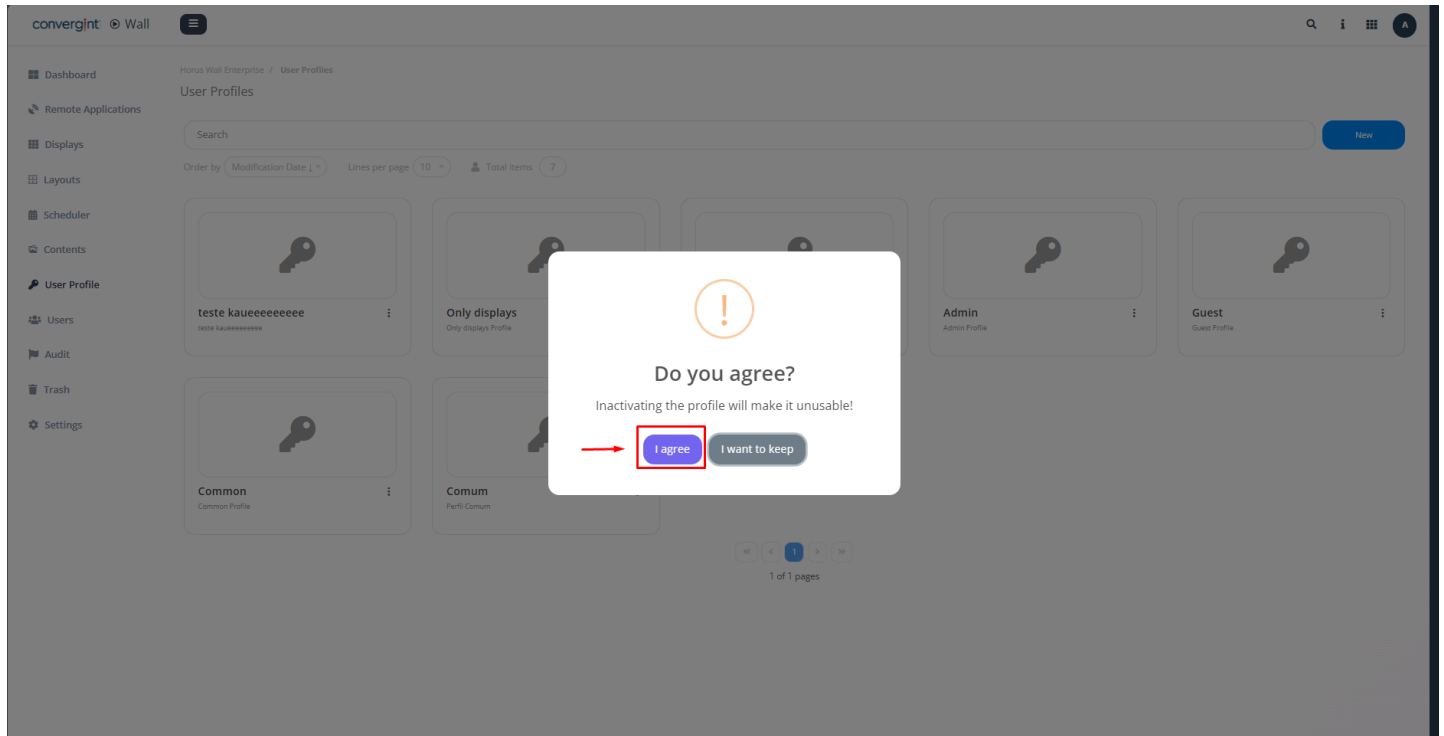 convergint Wall
A
Dashboard
Remote Applications
Displays
Layouts
Scheduler
Contents
User Profile
Users
Audit
Trash
Settings
Horus Wall Enterprise / User Profiles
User Profiles
Search
New
Order by Modification Date ↓ Lines per page 10 Total items 7
teste kaueeeeeeeee
teste kaueeeeeeeee
Only displays
Only displays Profile
Admin
Admin Profile
Guest
Guest Profile
Common
Common Profile
Comum
Perfil Comum
!
Do you agree?
Inactivating the profile will make it unusable!
I agree
I want to keep
« ‹ 1 › »
1 of 1 pages